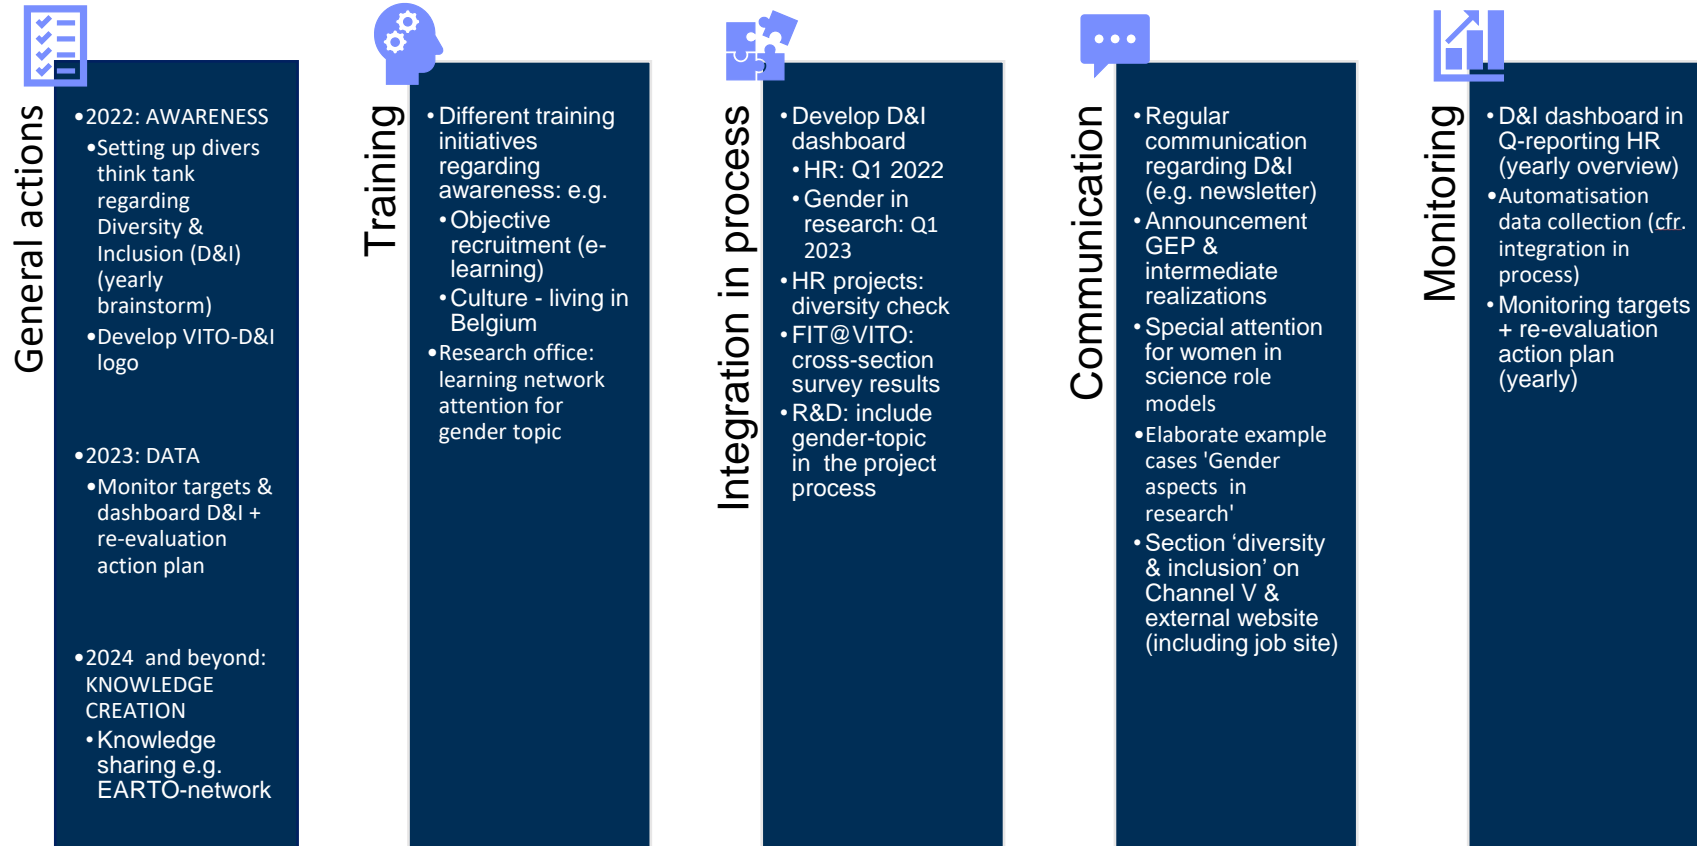 General actions
•2022: AWARENESS
•Setting up divers
think tank
regarding
Diversity &
Inclusion (D&I)
(yearly
brainstorm)
•Develop VITO-D&I
logo
•2023: DATA
•Monitor targets &
dashboard D&I +
re-evaluation
action plan
•2024 and beyond:
KNOWLEDGE
CREATION
•Knowledge
sharing e.g.
EARTO-network
Training
•Different training
initiatives
regarding
awareness: e.g.
•Objective
recruitment (e-
learning)
•Culture - living in
Belgium
•Research office:
learning network
attention for
gender topic
Integration in process
•Develop D&I
dashboard
•HR: Q1 2022
•Gender in
research: Q1
2023
•HR projects:
diversity check
•FIT@VITO:
cross-section
survey results
•R&D: include
gender-topic
in the project
process
Communication
•Regular
communication
regarding D&I
(e.g. newsletter)
•Announcement
GEP &
intermediate
realizations
•Special attention
for women in
science role
models
•Elaborate example
cases 'Gender
aspects in
research'
•Section ‘diversity
& inclusion’ on
Channel V &
external website
(including job site)
Monitoring
•D&I dashboard in
Q-reporting HR
(yearly overview)
•Automatisation
data collection (cfr.
integration in
process)
•Monitoring targets
+ re-evaluation
action plan
(yearly)